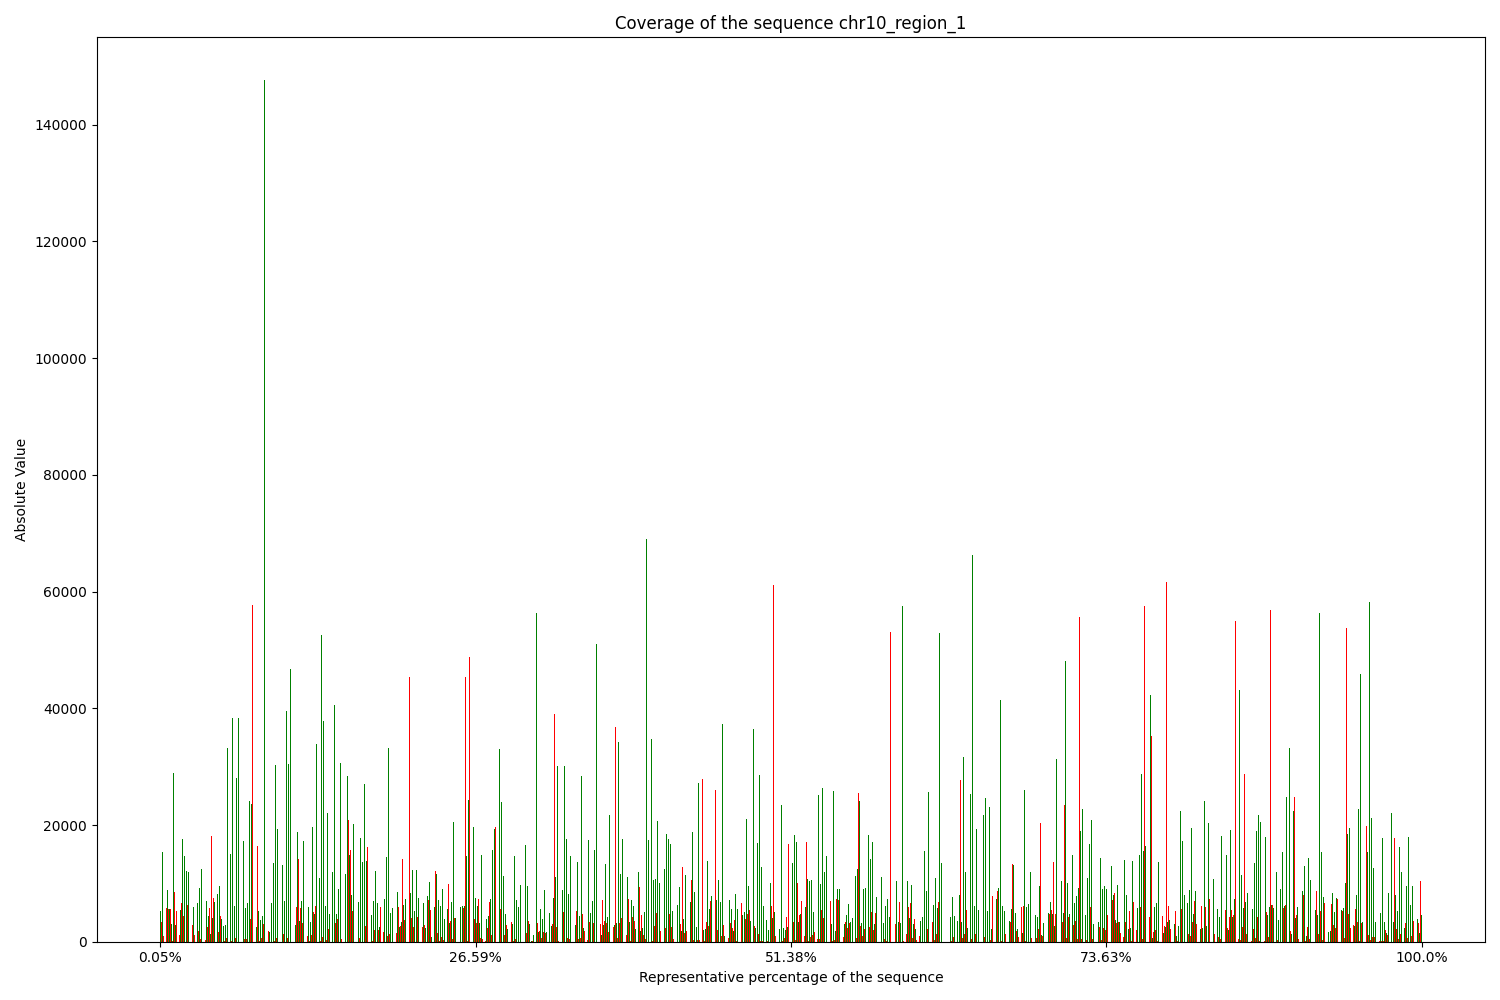 Coverage of the sequence chr10_region_1
140000
120000
100000
80000
60000
40000
20000
0
Absolute Value
0.05% 26.59% 51.38% 73.63% 100.0%
Representative percentage of the sequence